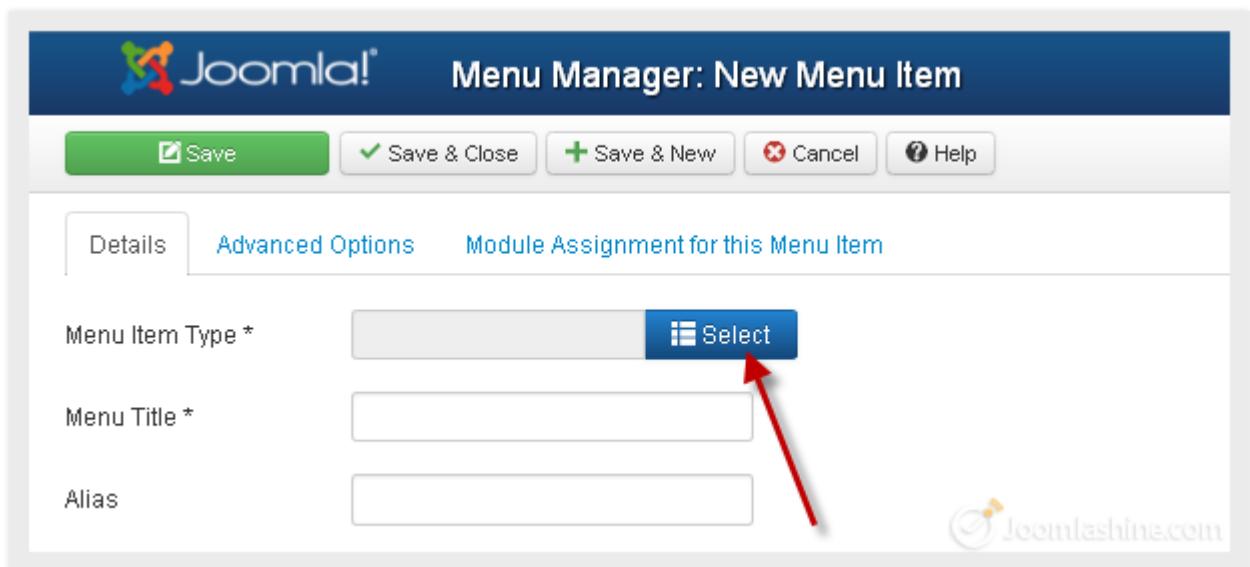 Joomla!® Menu Manager: New Menu Item
Save Save & Close Save & New Cancel Help
Details Advanced Options Module Assignment for this Menu Item
Menu Item Type * Select
Menu Title *
Alias
Joomlashine.com